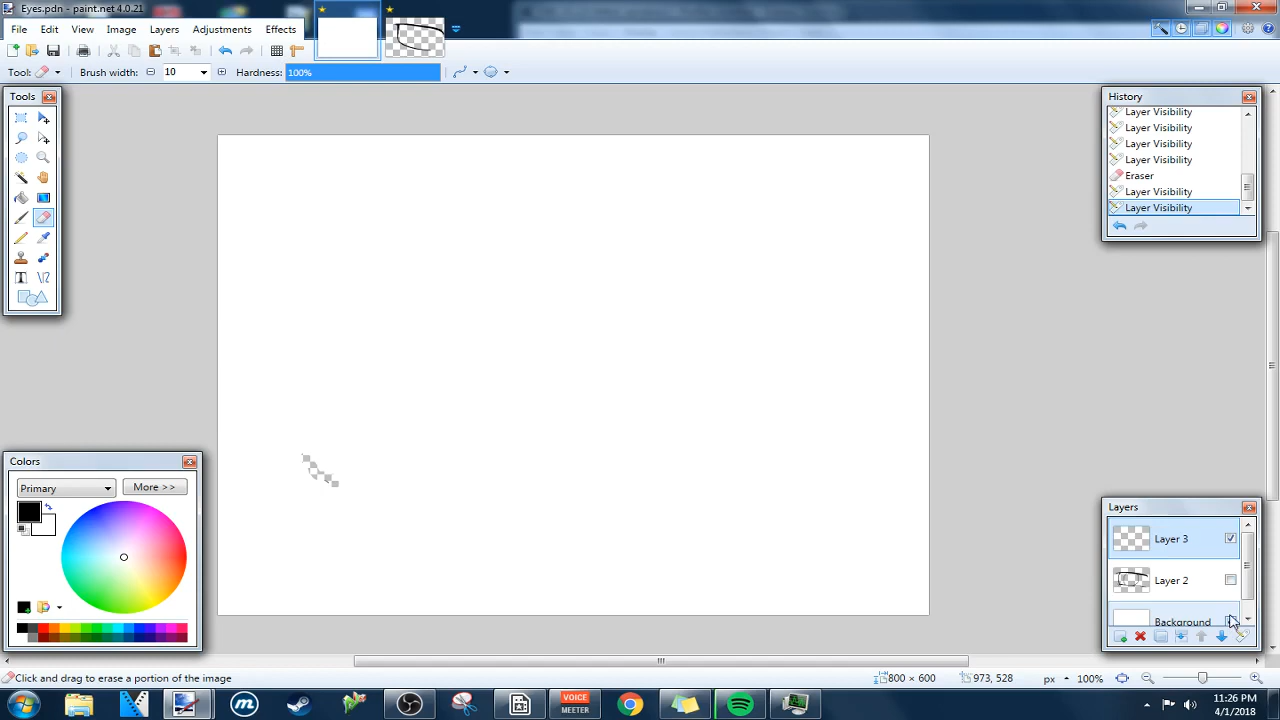 Eyes.pdn - paint.net 4.0.21
File Edit View Image Layers Adjustments Effects
Tool: Brush width: 10 Hardness: 100%
Tools
History
Layer Visibility
Layer Visibility
Layer Visibility
Layer Visibility
Eraser
Layer Visibility
Layer Visibility
Colors
Primary
More >>
Layers
Layer 3
Layer 2
Background
Click and drag to erase a portion of the image
800 × 600
973, 528
px
100%
VOICE
MEETER
11:26 PM
4/1/2018